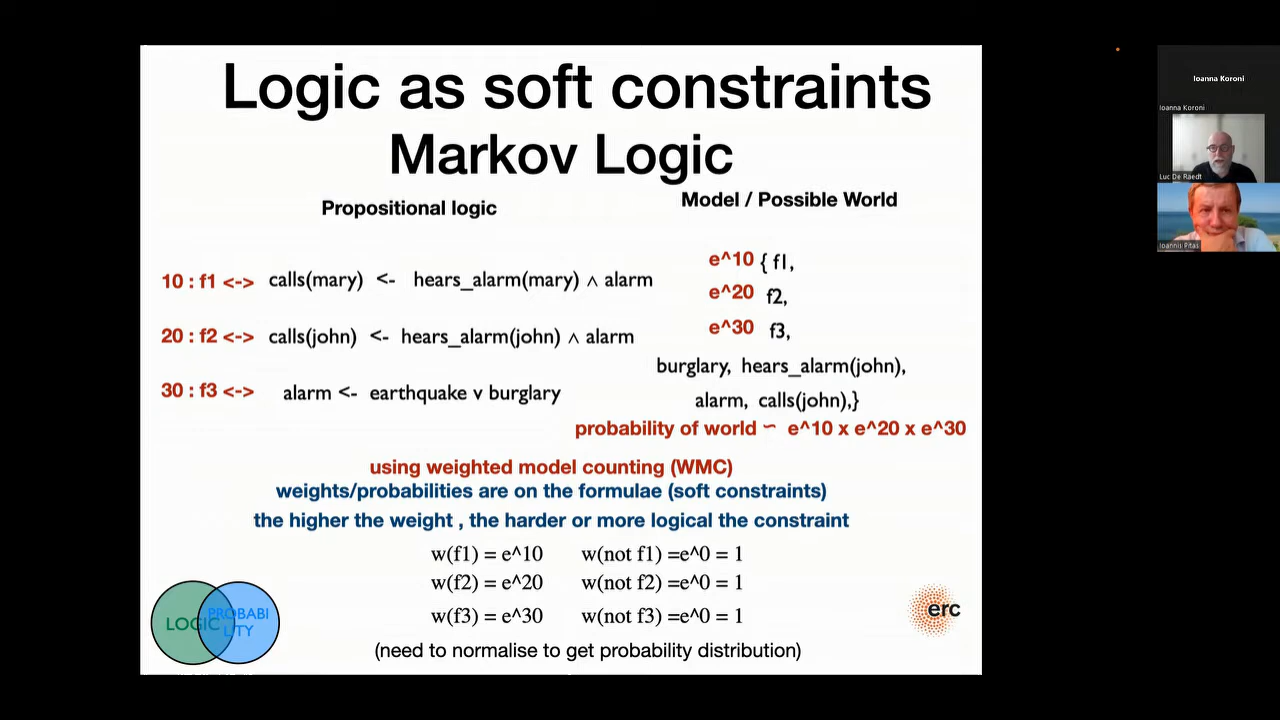 Logic as soft constraints
Markov Logic
Propositional logic
Model / Possible World
10 : f1 <-> calls(mary) <- hears_alarm(mary) ∧ alarm
20 : f2 <-> calls(john) <- hears_alarm(john) ∧ alarm
30 : f3 <-> alarm <- earthquake v burglary
e^10 { f1,
e^20 f2,
e^30 f3,
burglary, hears_alarm(john),
alarm, calls(john),}
probability of world ~ e^10 x e^20 x e^30
using weighted model counting (WMC)
weights/probabilities are on the formulae (soft constraints)
the higher the weight , the harder or more logical the constraint
w(f1) = e^10 w(not f1) =e^0 = 1
w(f2) = e^20 w(not f2) =e^0 = 1
w(f3) = e^30 w(not f3) =e^0 = 1
(need to normalise to get probability distribution)
LOGIC
PROBABI
LITY
erc
Ioanna Koroni
Ioanna Koroni
Luc De Raedt
Ioannis Pitas